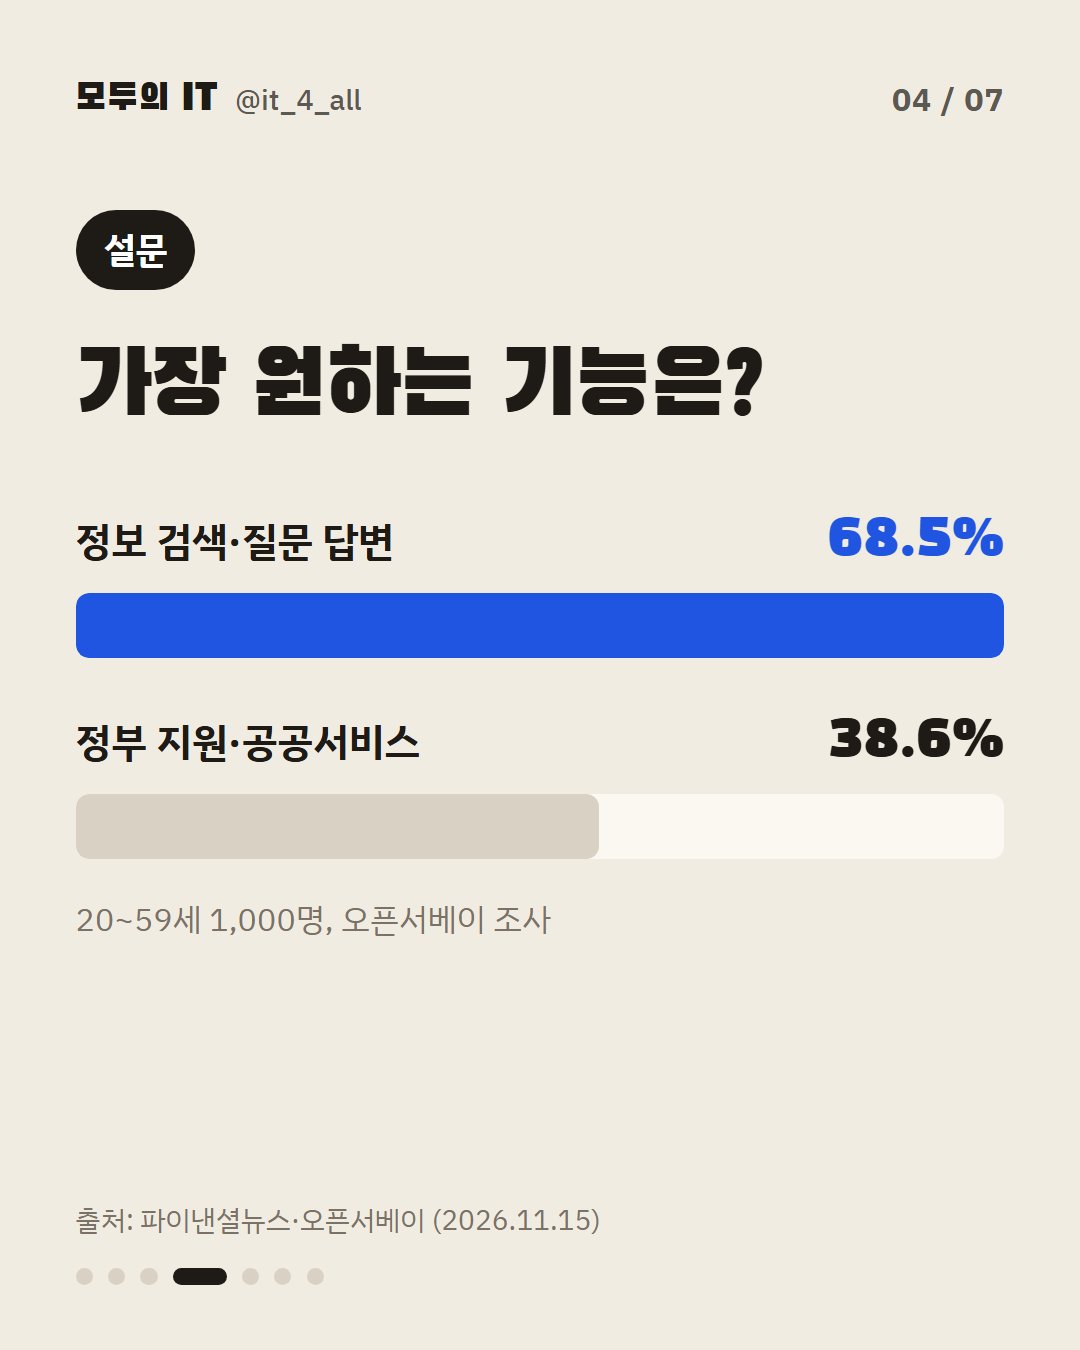 모두의 IT @it_4_all
04 / 07
설문
가장 원하는 기능은?
정보 검색·질문 답변 68.5%
정부 지원·공공서비스 38.6%
20~59세 1,000명, 오픈서베이 조사
출처: 파이낸셜뉴스·오픈서베이 (2026.11.15)